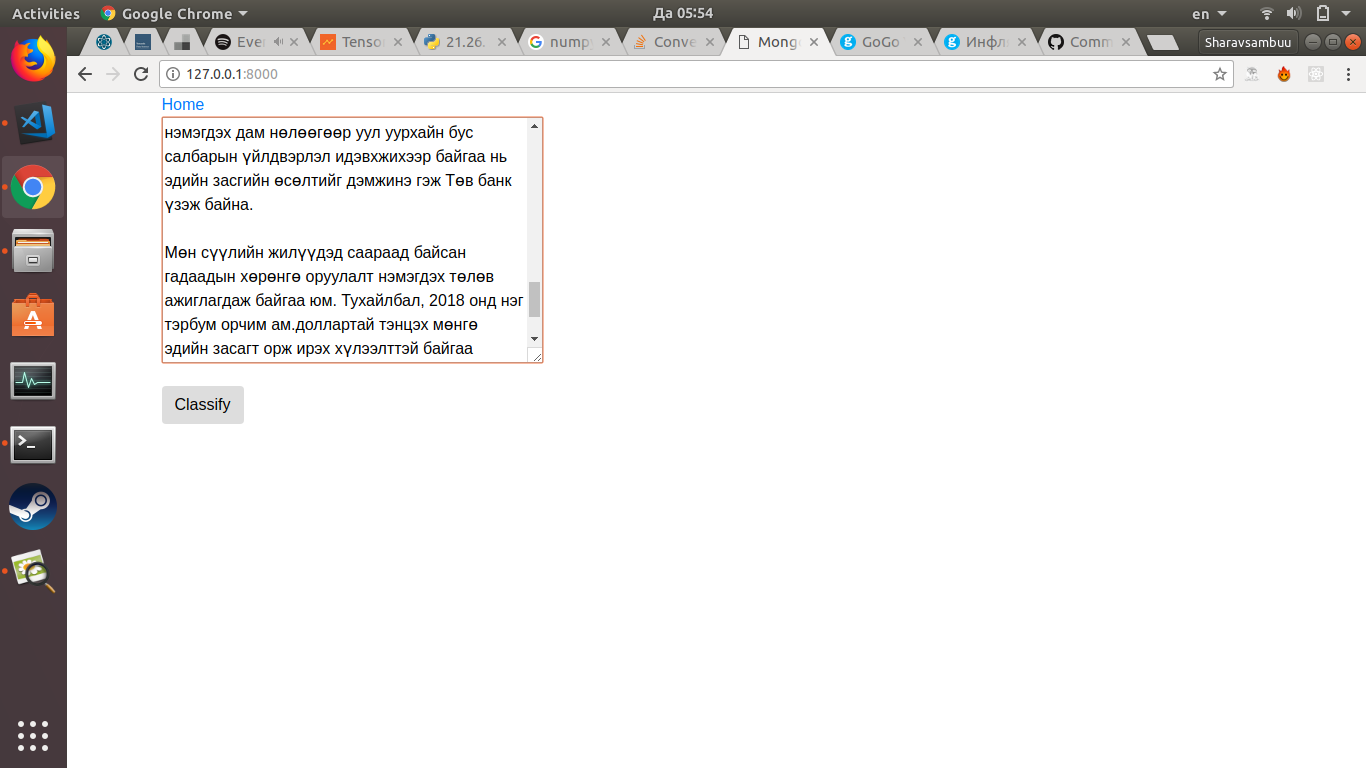 Activities Google Chrome Да 05:54 en
Ever Tenso 21.26. numpy Conve Mongo GoGo Инфл Comm Sharavsambuu
127.0.0.1:8000
Home
нэмэгдэх дам нөлөөгөөр уул уурхайн бус
салбарын үйлдвэрлэл идэвхжихээр байгаа нь
эдийн засгийн өсөлтийг дэмжинэ гэж Төв банк
үзэж байна.
Мөн сүүлийн жилүүдэд саараад байсан
гадаадын хөрөнгө оруулалт нэмэгдэх төлөв
ажиглагдаж байгаа юм. Тухайлбал, 2018 онд нэг
тэрбум орчим ам.доллартай тэнцэх мөнгө
эдийн засагт орж ирэх хүлээлттэй байгаа
Classify